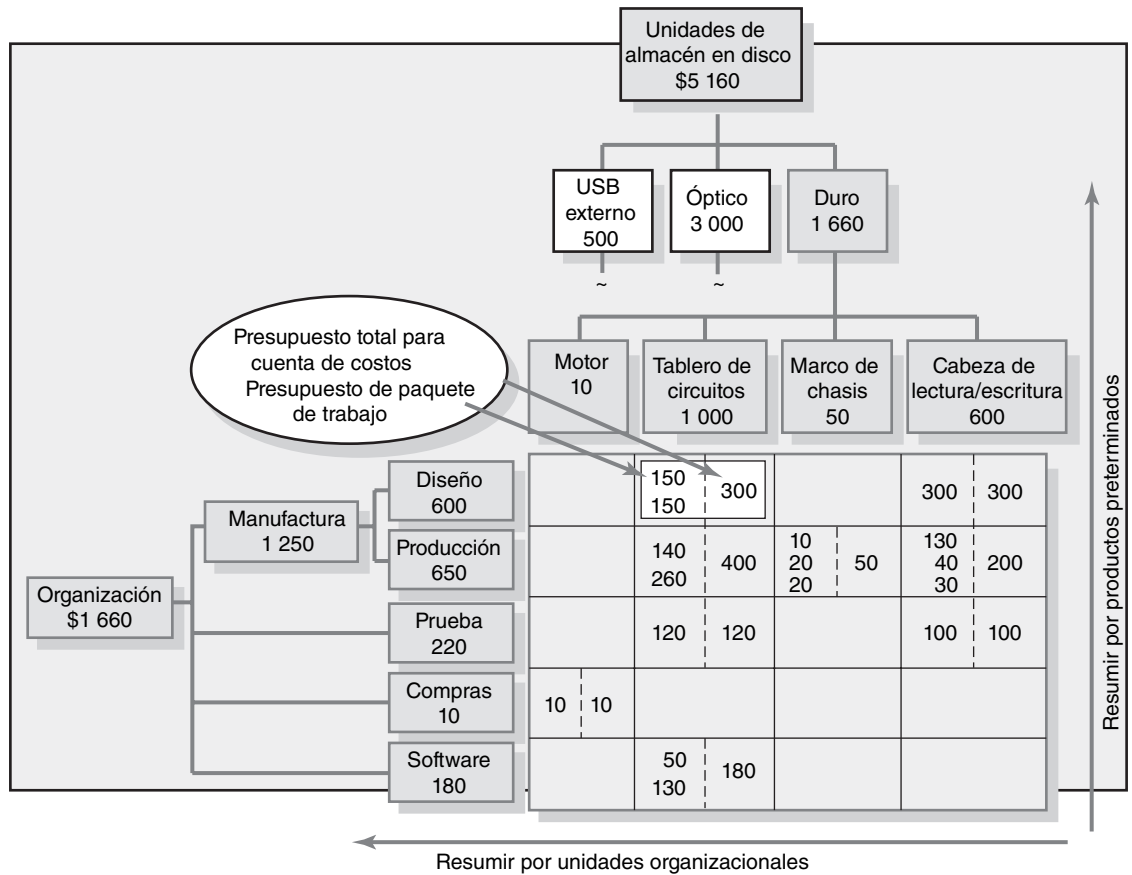 Unidades de
almacén en disco
$5 160
USB
externo
500
Óptico
3 000
Duro
1 660
~
~
Presupuesto total para
cuenta de costos
Presupuesto de paquete
de trabajo
Motor
10
Tablero de
circuitos
1 000
Marco de
chasis
50
Cabeza de
lectura/escritura
600
Organización
$1 660
Manufactura
1 250
Diseño
600
150
150
300
300
300
Producción
650
140
260
400
10
20
20
50
130
40
30
200
Prueba
220
120
120
100
100
Compras
10
10
10
Software
180
50
130
180
Resumir por productos preterminados
Resumir por unidades organizacionales